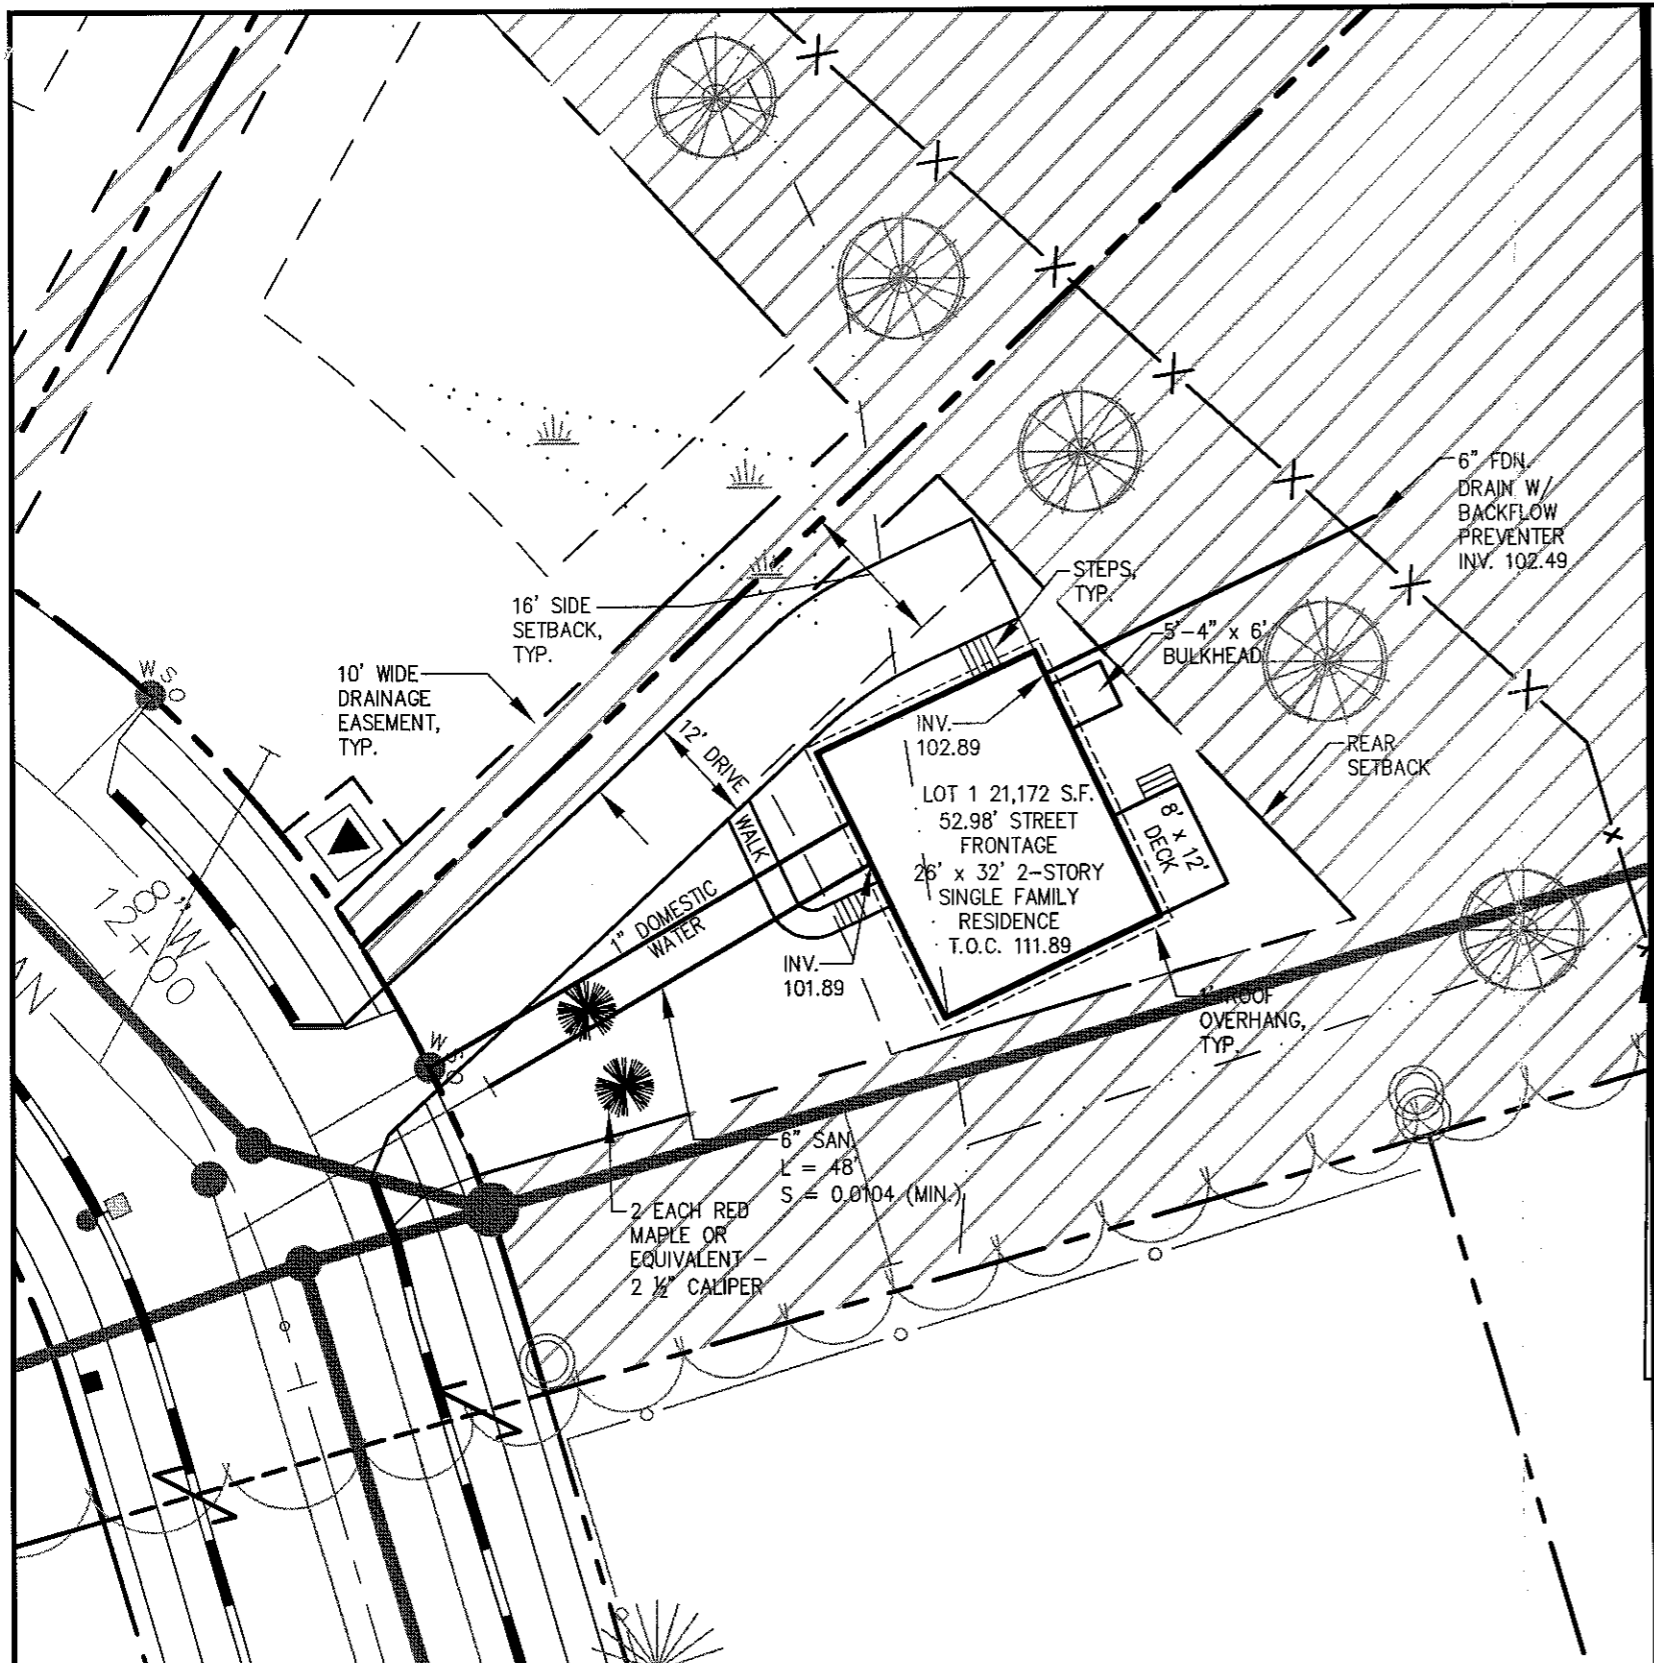 6" FDN.
DRAIN W/
BACKFLOW
PREVENTER
INV. 102.49
STEPS,
TYP.
16' SIDE
SETBACK,
TYP.
5'-4" x 6'
BULKHEAD
10' WIDE
DRAINAGE
EASEMENT,
TYP.
W SO
12' DRIVE
INV.
102.89
REAR
SETBACK
LOT 1 21,172 S.F.
52.98' STREET
FRONTAGE
26' x 32' 2-STORY
SINGLE FAMILY
RESIDENCE
T.O.C. 111.89
WALK
8' x 12'
DECK
8" W
12+00
1" DOMESTIC
WATER
INV.
101.89
1' ROOF
OVERHANG,
TYP.
W SO
6" SAN.
L = 48'
S = 0.0104 (MIN.)
2 EACH RED
MAPLE OR
EQUIVALENT -
2 ½" CALIPER